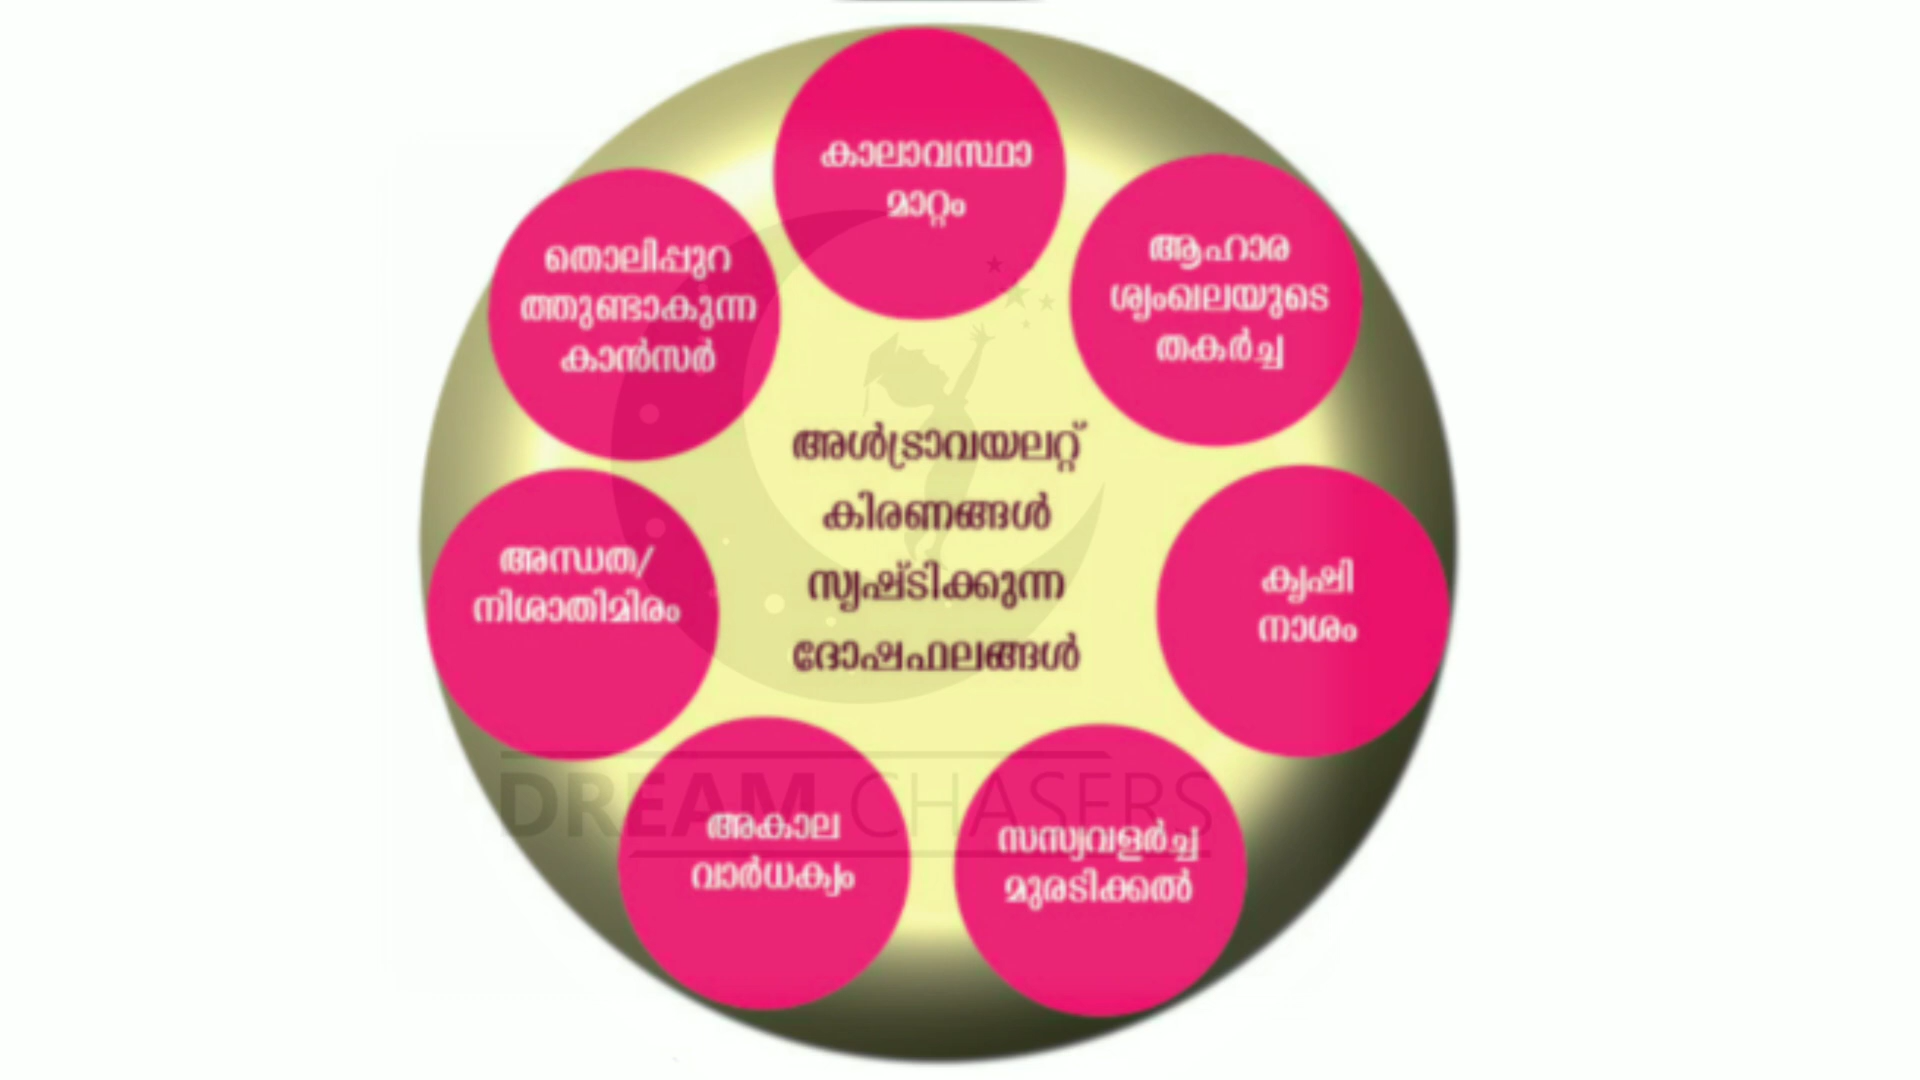 കാലാവസ്ഥാ
മാറ്റം
ആഹാര
ശൃംഖലയുടെ
തകർച്ച
കൃഷി
നാശം
സസ്യവളർച്ച
മുരടിക്കൽ
അകാല
വാർധക്യം
അന്ധത/
നിശാതിമിരം
തൊലിപ്പുറ
ത്തുണ്ടാകുന്ന
കാൻസർ
അൾട്രാവയലറ്റ്
കിരണങ്ങൾ
സൃഷ്ടിക്കുന്ന
ദോഷഫലങ്ങൾ
DREAM CHASERS